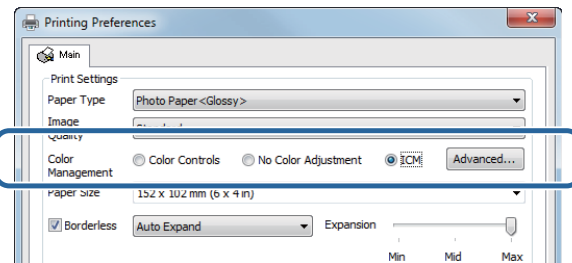 Printing Preferences
Main
Print Settings
Paper Type Photo Paper<Glossy>
Image
Quality
Color Management Color Controls No Color Adjustment ICM Advanced...
Paper Size 152 x 102 mm (6 x 4 in)
Borderless Auto Expand Expansion
Min Mid Max